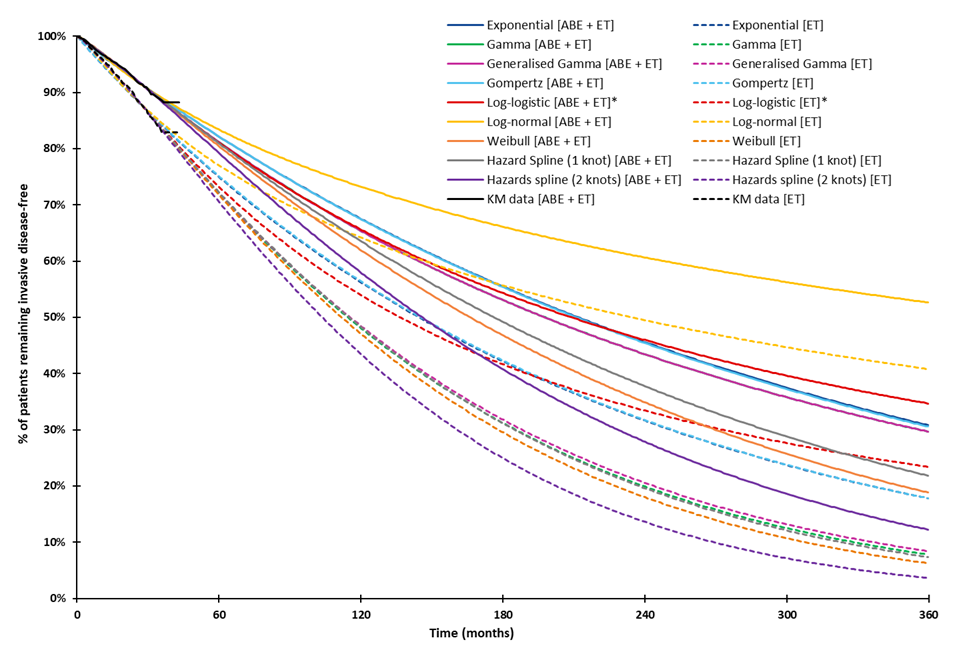 Exponential [ABE + ET] Exponential [ET]
Gamma [ABE + ET] Gamma [ET]
Generalised Gamma [ABE + ET] Generalised Gamma [ET]
Gompertz [ABE + ET] Gompertz [ET]
Log-logistic [ABE + ET]* Log-logistic [ET]*
Log-normal [ABE + ET] Log-normal [ET]
Weibull [ABE + ET] Weibull [ET]
Hazard Spline (1 knot) [ABE + ET] Hazard Spline (1 knot) [ET]
Hazards spline (2 knots) [ABE + ET] Hazards spline (2 knots) [ET]
KM data [ABE + ET] KM data [ET]
% of patients remaining invasive disease-free
100%
90%
80%
70%
60%
50%
40%
30%
20%
10%
0%
0 60 120 180 240 300 360
Time (months)